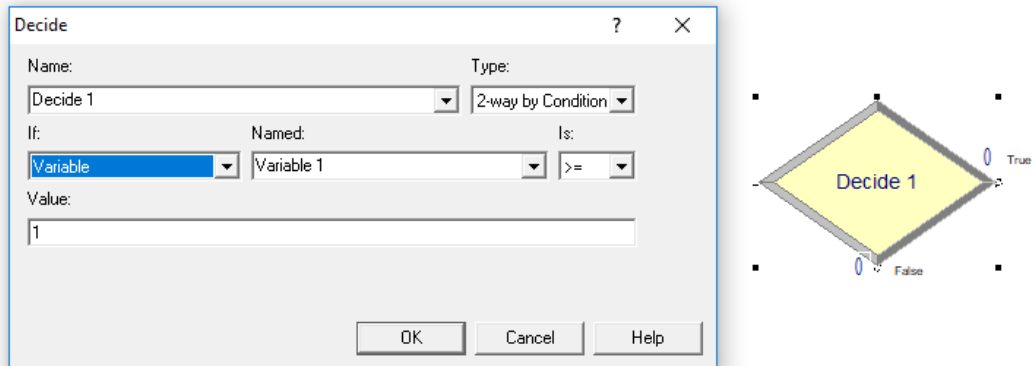 Decide ?
Name: Type:
Decide 1 2-way by Condition
If: Named: Is:
Variable Variable 1 >=
Value:
1
OK Cancel Help
0 True
Decide 1
0 False